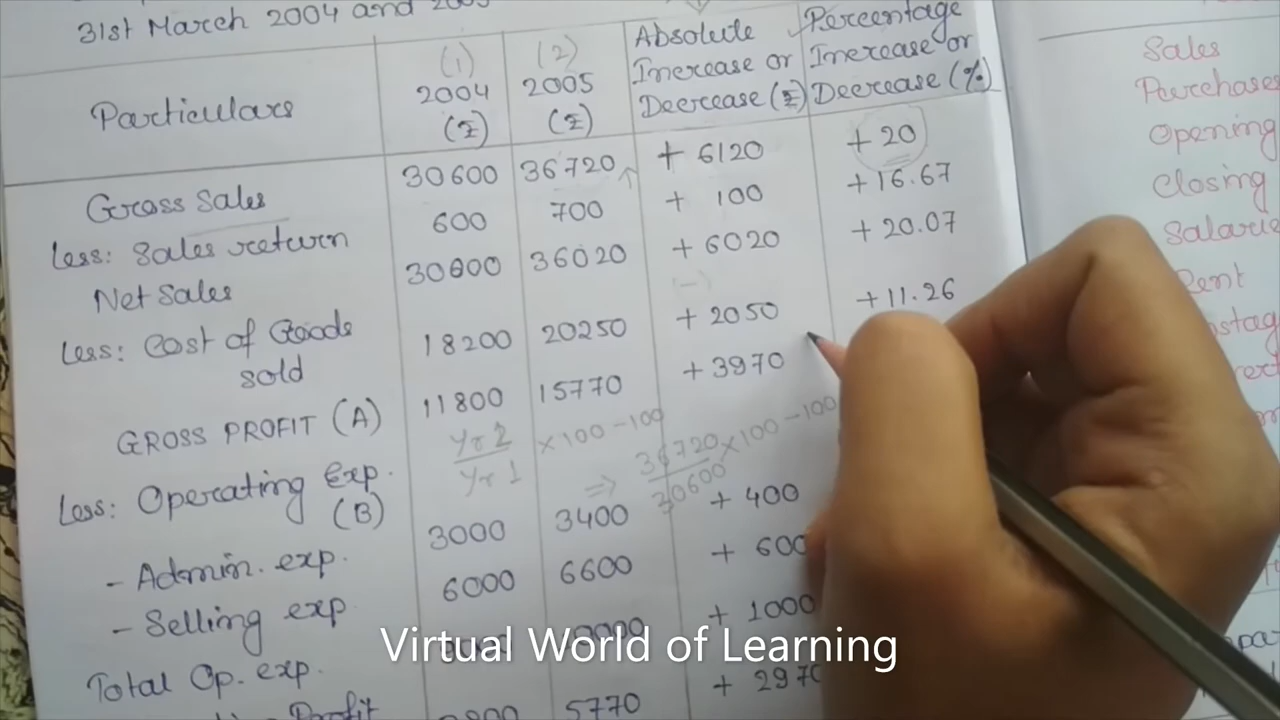 31st March 2004 and 2005
Particulars
(1)
2004
(₹)
(2)
2005
(₹)
Absolute
Increase or
Decrease (₹)
Percentage
Increase or
Decrease (%)
Gross Sales 30600 36720 + 6120 + 20
Less: Sales return 600 700 + 100 +16.67
Net Sales 30000 36020 + 6020 + 20.07
Less: Cost of Goods
sold 18200 20250 + 2050 +11.26
GROSS PROFIT (A) 11800 15770 + 3970
Yr 2 / Yr 1 ×100 -100 ⇒ 36720 / 30600 ×100 -100
Less: Operating Exp.
(B)
- Admin. exp. 3000 3400 + 400
- Selling exp 6000 6600 + 600
Total Op. exp. + 1000
Profit 5770 + 2970
Sales
Purchases
Opening
Closing
Rent
Virtual World of Learning